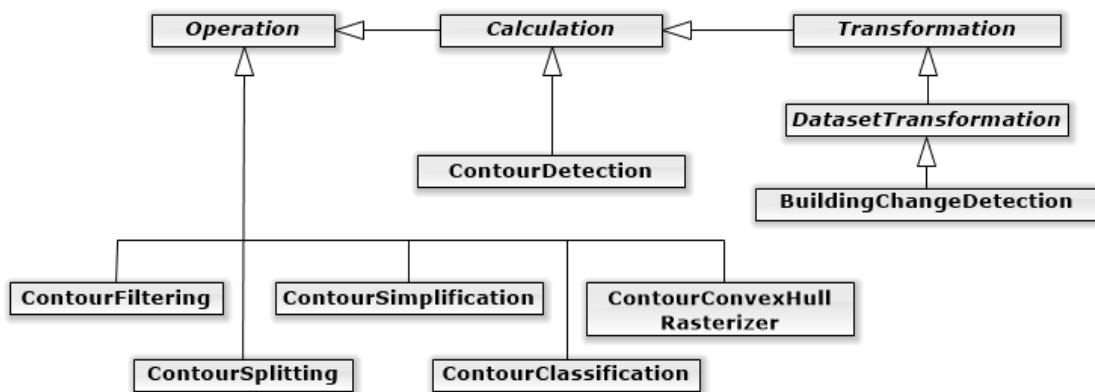 Operation
Calculation
Transformation
DatasetTransformation
ContourDetection
BuildingChangeDetection
ContourFiltering
ContourSimplification
ContourConvexHull
Rasterizer
ContourSplitting
ContourClassification